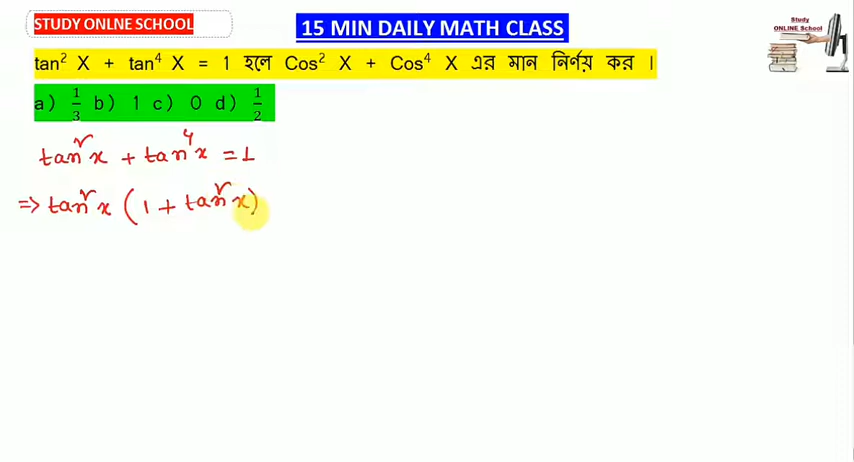 STUDY ONLNE SCHOOL
15 MIN DAILY MATH CLASS
Study
ONLINE School
tan² X + tan⁴ X = 1 হলে Cos² X + Cos⁴ X এর মান নির্ণয় কর ।
a) 1/3 b) 1 c) 0 d) 1/2
tan²x + tan⁴x = 1
⇒ tan²x (1 + tan²x)